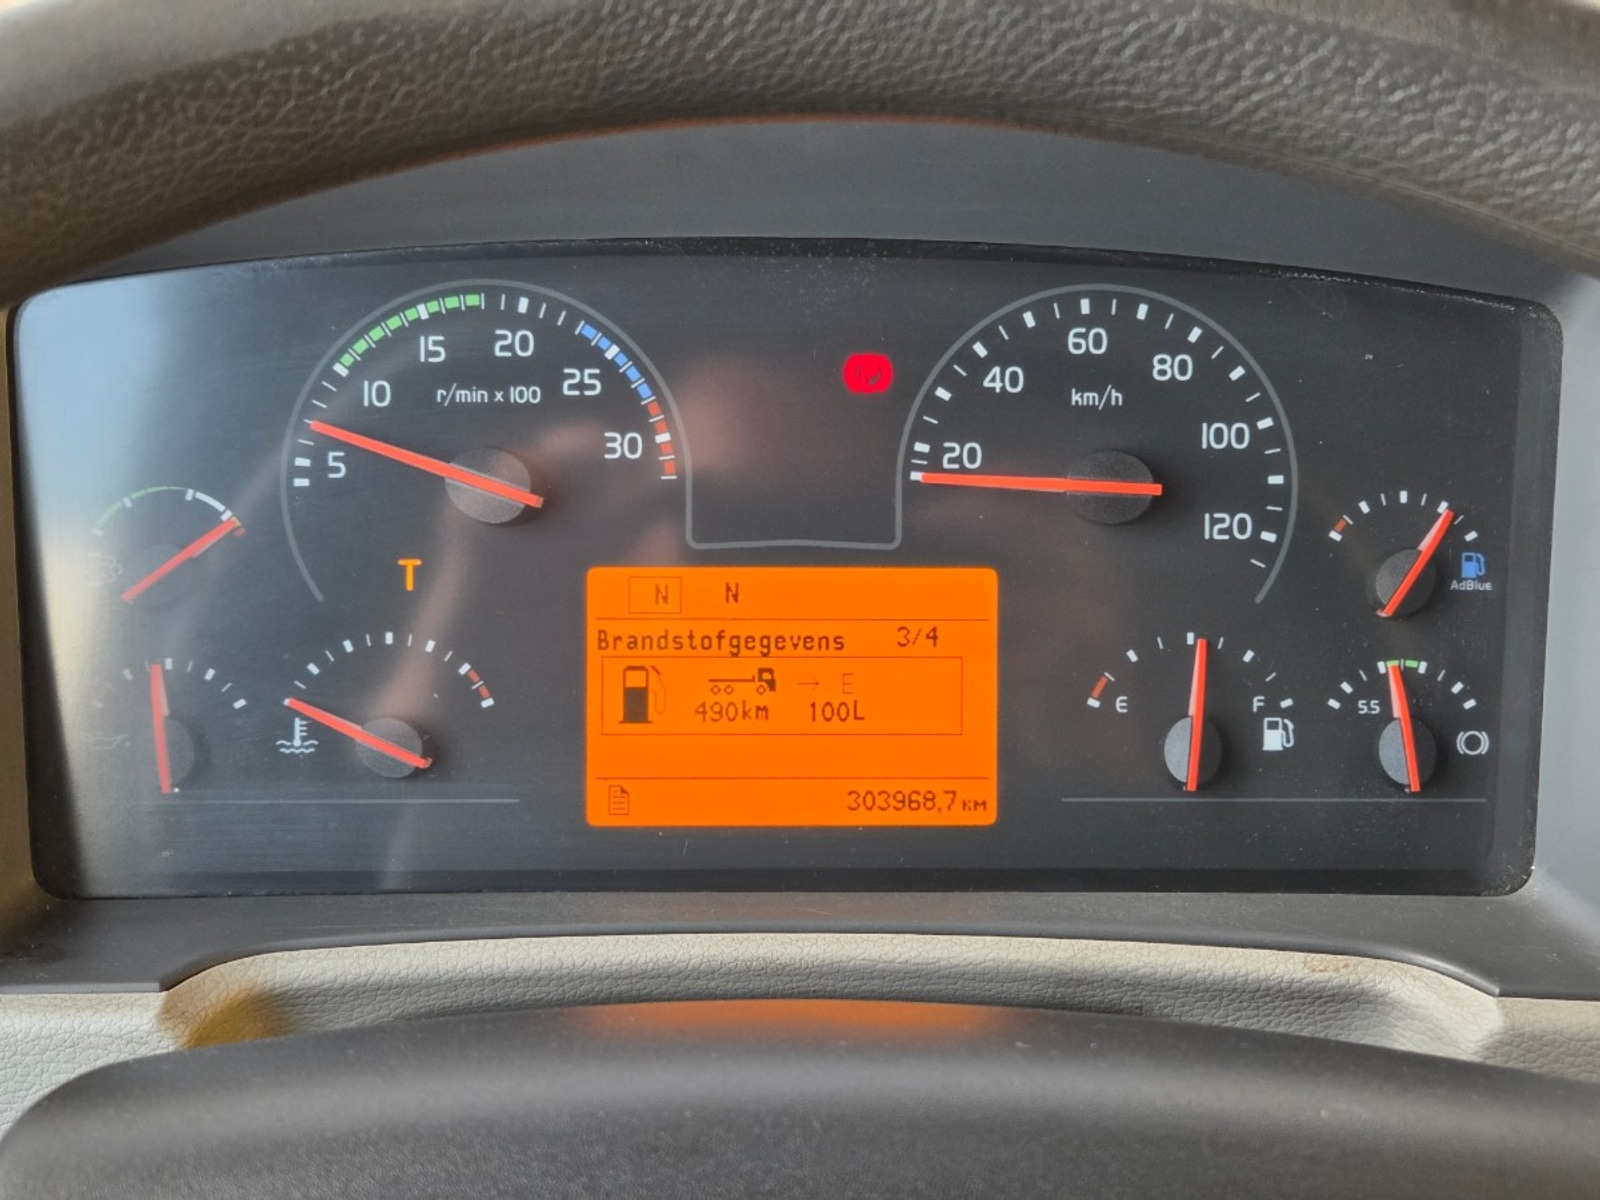 5
10
15
20
25
30
r/min x 100
T
20
40
60
80
100
120
km/h
N N
Brandstofgegevens 3/4
→ E
490km 100L
303968,7 KM
AdBlue
E F
5.5